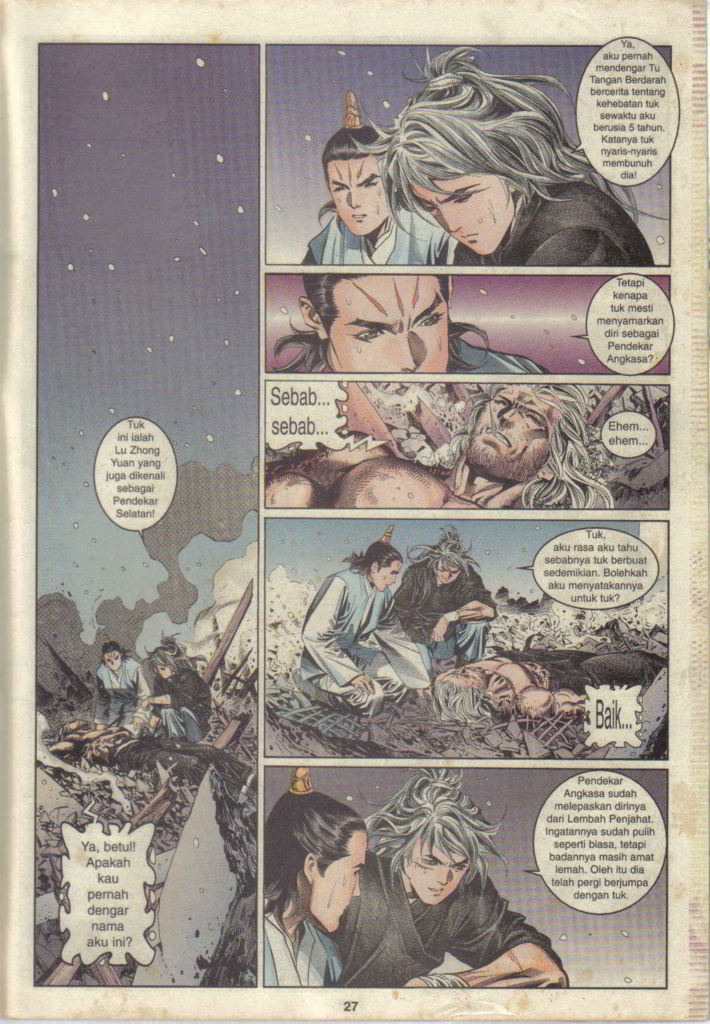 Tuk
ini ialah
Lu Zhong
Yuan yang
juga dikenali
sebagai
Pendekar
Selatan!
Ya, betul!
Apakah
kau
pernah
dengar
nama
aku ini?
Ya,
aku pernah
mendengar Tu
Tangan Berdarah
bercerita tentang
kehebatan tuk
sewaktu aku
berusia 5 tahun.
Katanya tuk
nyaris-nyaris
membunuh
dia!
Tetapi
kenapa
tuk mesti
menyamarkan
diri sebagai
Pendekar
Angkasa?
Sebab...
sebab...
Ehem...
ehem...
Tuk,
aku rasa aku tahu
sebabnya tuk berbuat
sedemikian. Bolehkah
aku menyatakannya
untuk tuk?
Baik...
Pendekar
Angkasa sudah
melepaskan dirinya
dari Lembah Penjahat.
Ingatannya sudah pulih
seperti biasa, tetapi
badannya masih amat
lemah. Oleh itu dia
telah pergi berjumpa
dengan tuk.
27